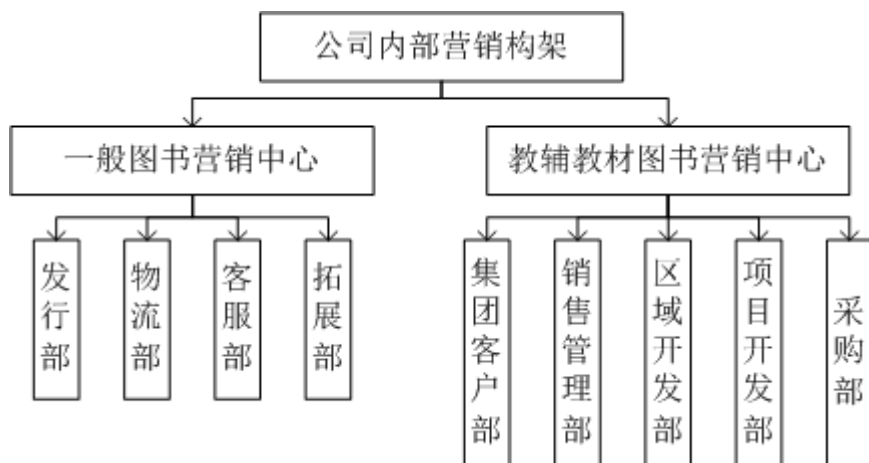 公司内部营销构架
一般图书营销中心
教辅教材图书营销中心
发行部
物流部
客服部
拓展部
集团客户部
销售管理部
区域开发部
项目开发部
采购部